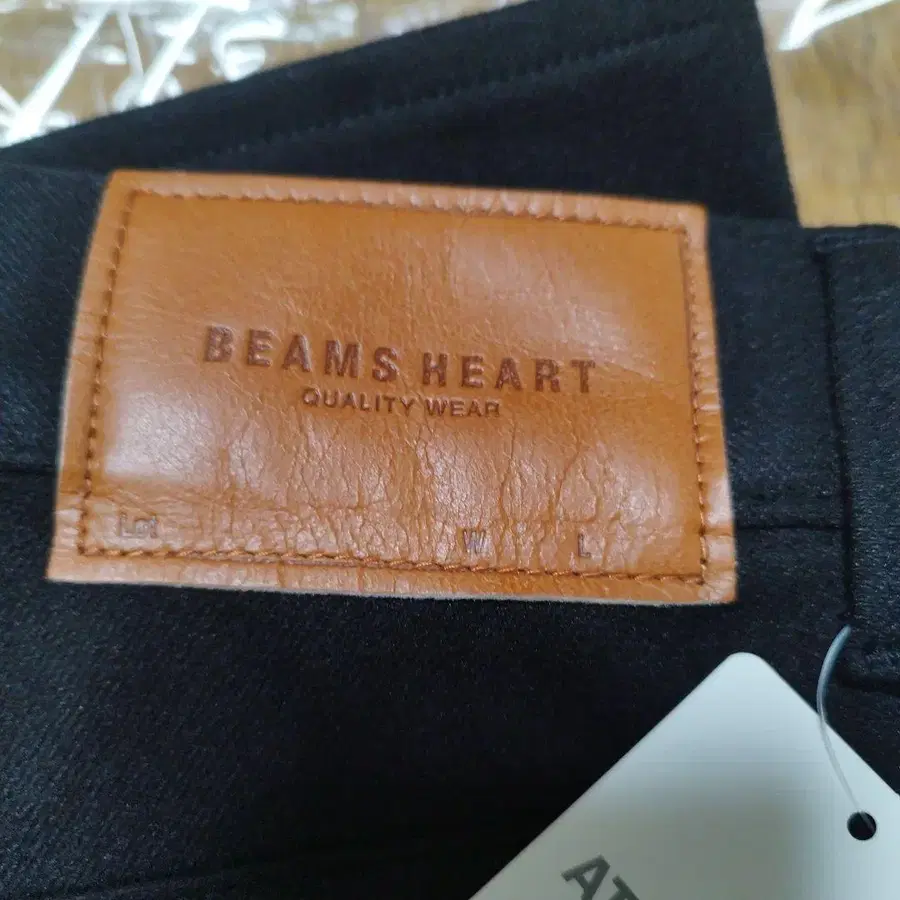 BEAMS HEART
QUALITY WEAR
Lot W L
AT